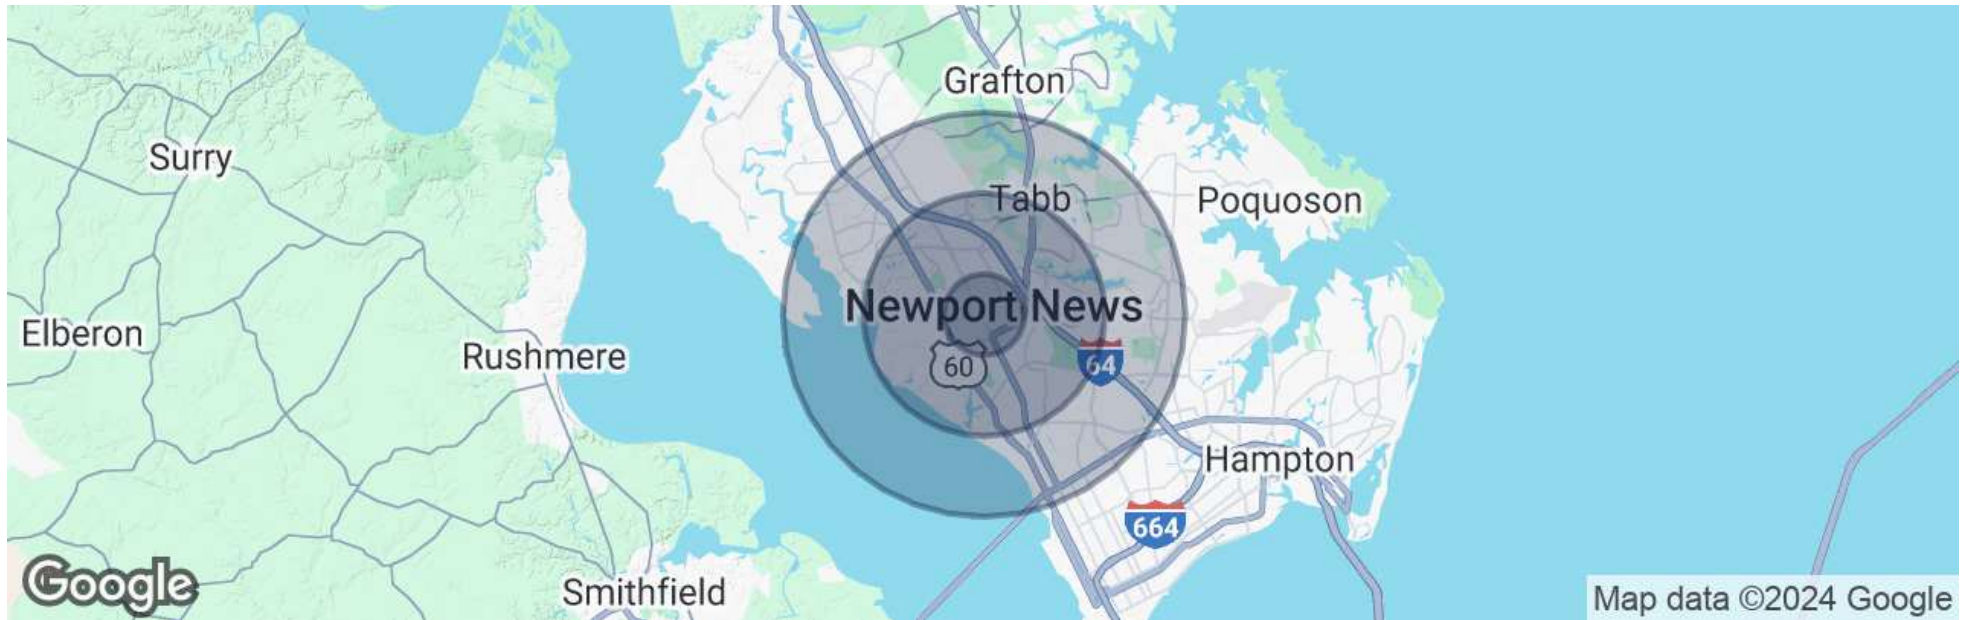 Grafton
Surry
Tabb
Poquoson
Newport News
Elberon
Rushmere
60
64
Hampton
664
Google
Smithfield
Map data ©2024 Google